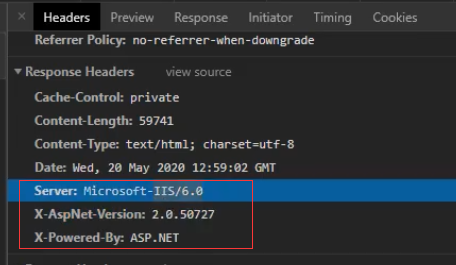 Headers Preview Response Initiator Timing Cookies
Referrer Policy: no-referrer-when-downgrade
Response Headers view source
Cache-Control: private
Content-Length: 59741
Content-Type: text/html; charset=utf-8
Date: Wed, 20 May 2020 12:59:02 GMT
Server: Microsoft-IIS/6.0
X-AspNet-Version: 2.0.50727
X-Powered-By: ASP.NET